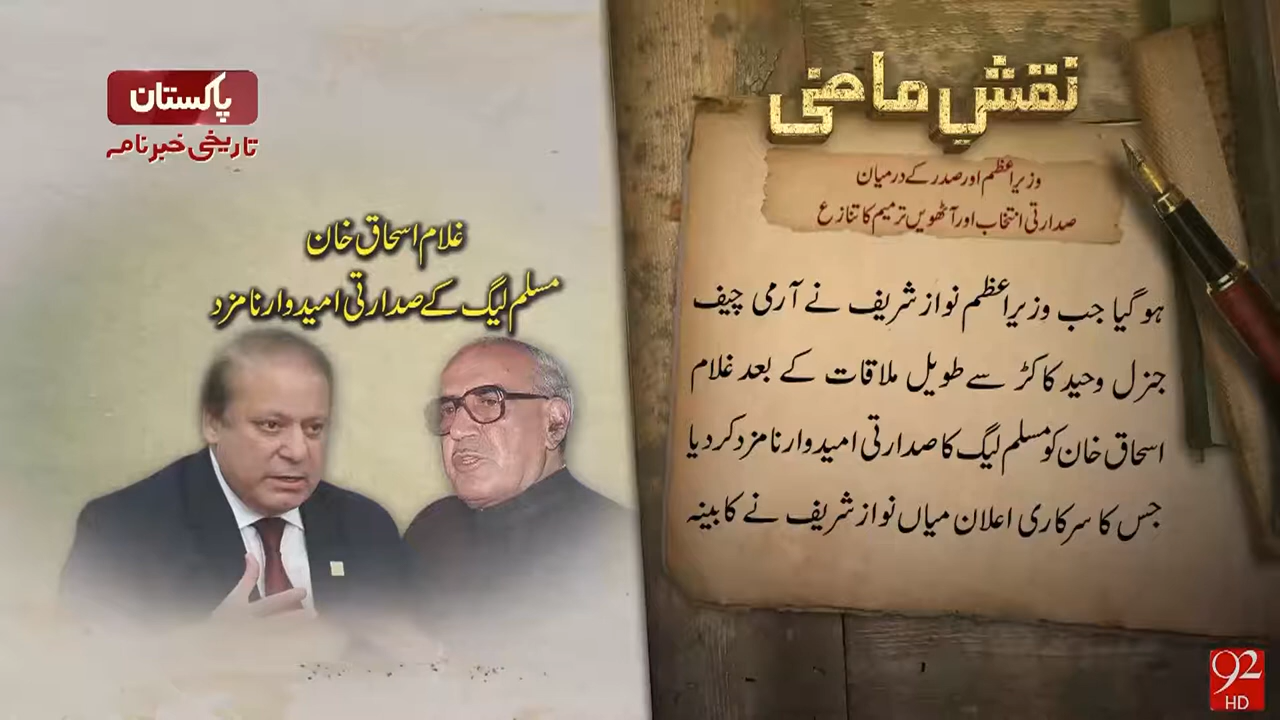 پاکستان
تاریخی خبرنامہ
غلام اسحاق خان
مسلم لیگ کے صدارتی امیدوار نامزد
نقش ماضی
وزیراعظم اور صدر کے درمیان
صدارتی انتخاب اور آٹھویں ترمیم کا تنازع
ہو گیا جب وزیراعظم نواز شریف نے آرمی چیف
جنرل وحید کاکڑ سے طویل ملاقات کے بعد غلام
اسحاق خان کو مسلم لیگ کا صدارتی امیدوار نامزد کر دیا
جس کا سرکاری اعلان میاں نواز شریف نے کابینہ
92
HD